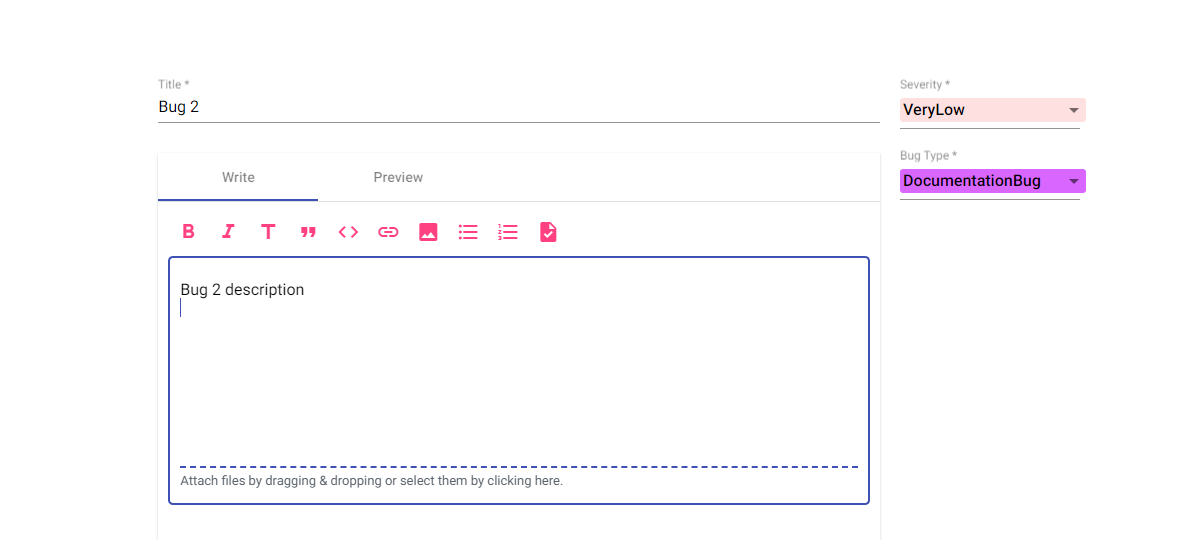 Title *
Bug 2
Severity *
VeryLow
Bug Type *
DocumentationBug
Write
Preview
Bug 2 description
Attach files by dragging & dropping or select them by clicking here.